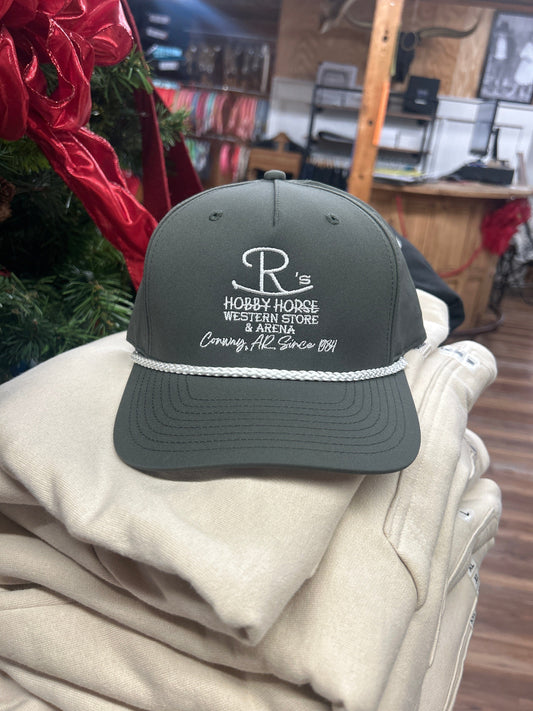 R's
HOBBY HORSE
WESTERN STORE
& ARENA
Conway, AR. Since 1984